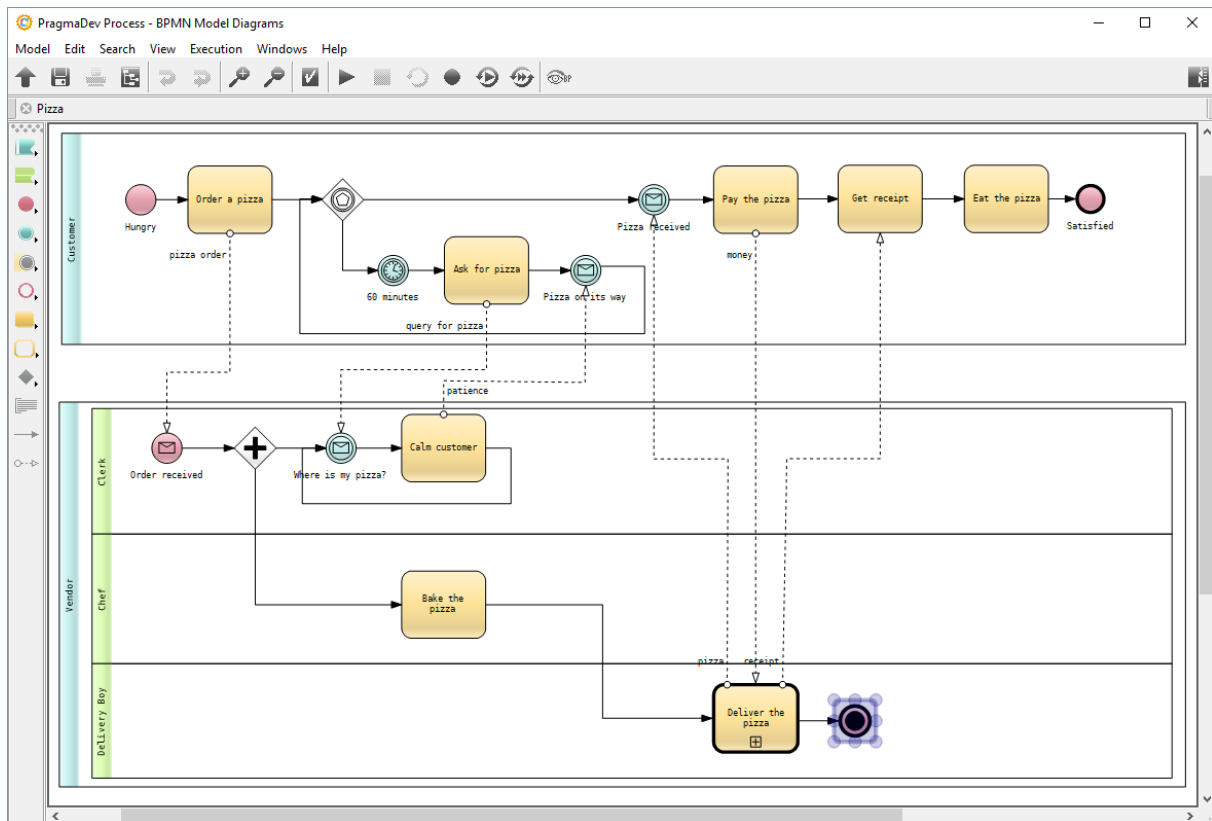 PragmaDev Process - BPMN Model Diagrams
Model Edit Search View Execution Windows Help
BP
Pizza
Customer
Hungry
Order a pizza
pizza order
60 minutes
Ask for pizza
query for pizza
Pizza on its way
Pizza received
Pay the pizza
money
Get receipt
Eat the pizza
Satisfied
patience
Vendor
Clerk
Order received
Where is my pizza?
Calm customer
Chef
Bake the
pizza
Delivery Boy
pizza
receipt
Deliver the
pizza